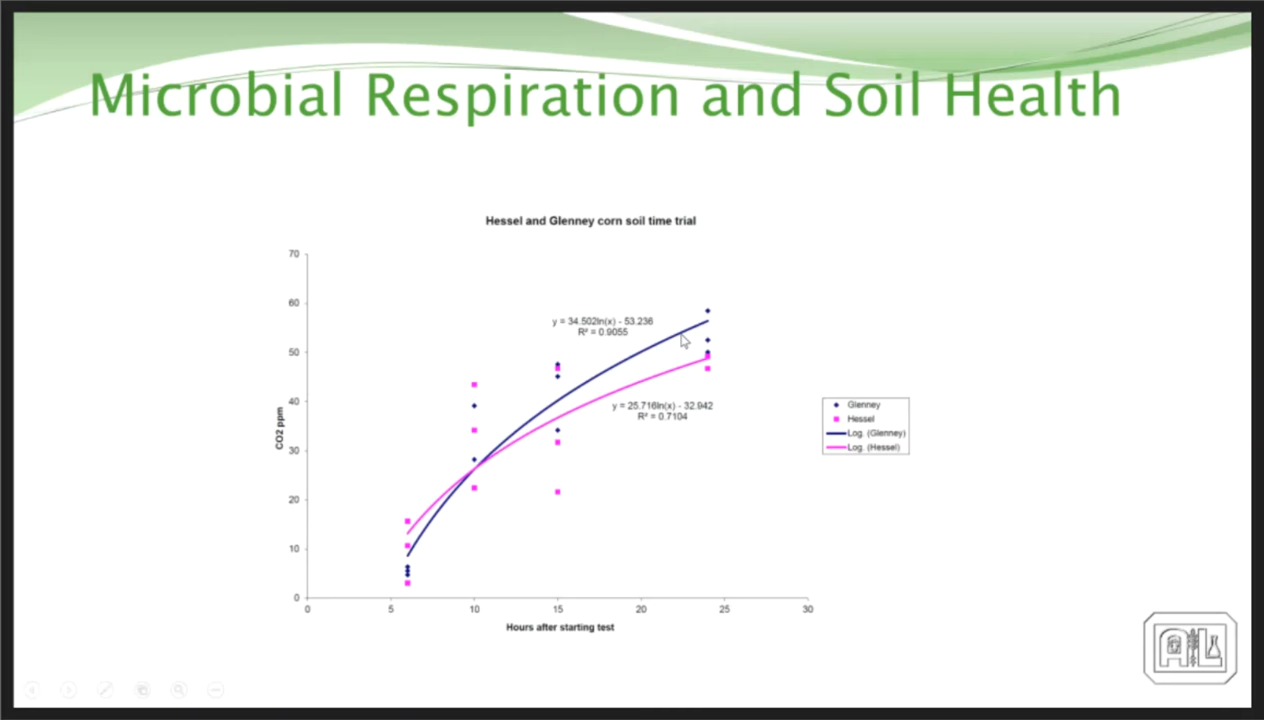 Microbial Respiration and Soil Health
Hessel and Glenney corn soil time trial
70
60
50
40
30
20
10
0
CO2 ppm
y = 34.502ln(x) - 53.236
R² = 0.9055
y = 25.716ln(x) - 32.942
R² = 0.7104
Glenney
Hessel
Log. (Glenney)
Log. (Hessel)
0 5 10 15 20 25 30
Hours after starting test
AL